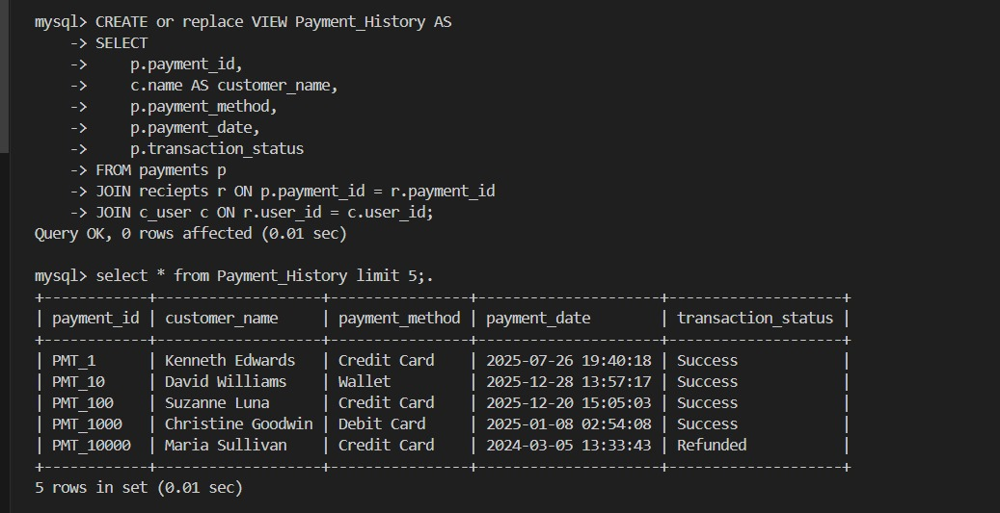 mysql> CREATE or replace VIEW Payment_History AS
    -> SELECT
    ->     p.payment_id,
    ->     c.name AS customer_name,
    ->     p.payment_method,
    ->     p.payment_date,
    ->     p.transaction_status
    -> FROM payments p
    -> JOIN reciepts r ON p.payment_id = r.payment_id
    -> JOIN c_user c ON r.user_id = c.user_id;
Query OK, 0 rows affected (0.01 sec)

mysql> select * from Payment_History limit 5;.
+------------+-------------------+----------------+---------------------+--------------------+
| payment_id | customer_name     | payment_method | payment_date        | transaction_status |
+------------+-------------------+----------------+---------------------+--------------------+
| PMT_1      | Kenneth Edwards   | Credit Card    | 2025-07-26 19:40:18 | Success            |
| PMT_10     | David Williams    | Wallet         | 2025-12-28 13:57:17 | Success            |
| PMT_100    | Suzanne Luna      | Credit Card    | 2025-12-20 15:05:03 | Success            |
| PMT_1000   | Christine Goodwin | Debit Card     | 2025-01-08 02:54:08 | Success            |
| PMT_10000  | Maria Sullivan    | Credit Card    | 2024-03-05 13:33:43 | Refunded           |
+------------+-------------------+----------------+---------------------+--------------------+
5 rows in set (0.01 sec)